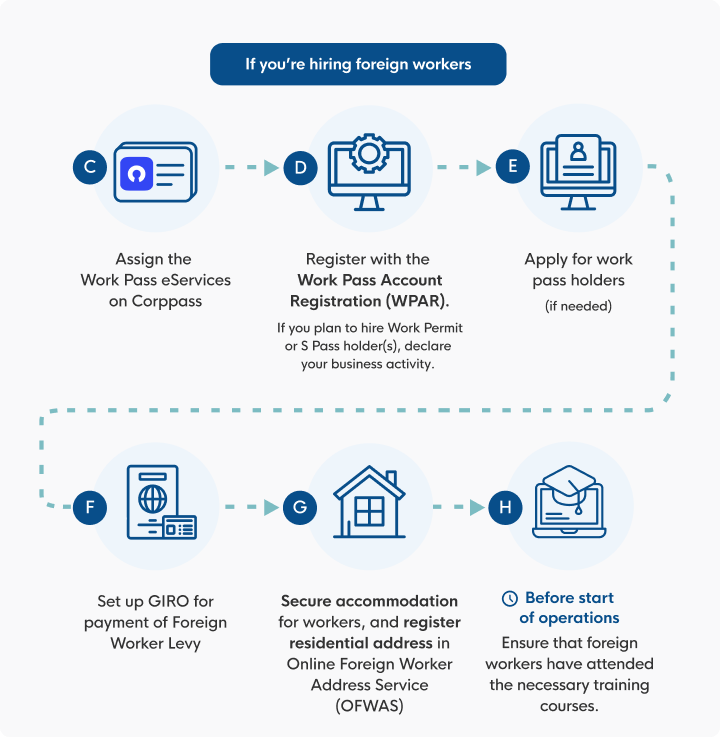 If you're hiring foreign workers
C
D
E
Assign the
Work Pass eServices
on Corppass
Register with the
Work Pass Account
Registration (WPAR).
If you plan to hire Work Permit
or S Pass holder(s), declare
your business activity.
Apply for work
pass holders
(if needed)
F
G
H
Set up GIRO for
payment of Foreign
Worker Levy
Secure accommodation
for workers, and register
residential address in
Online Foreign Worker
Address Service
(OFWAS)
Before start
of operations
Ensure that foreign
workers have attended
the necessary training
courses.